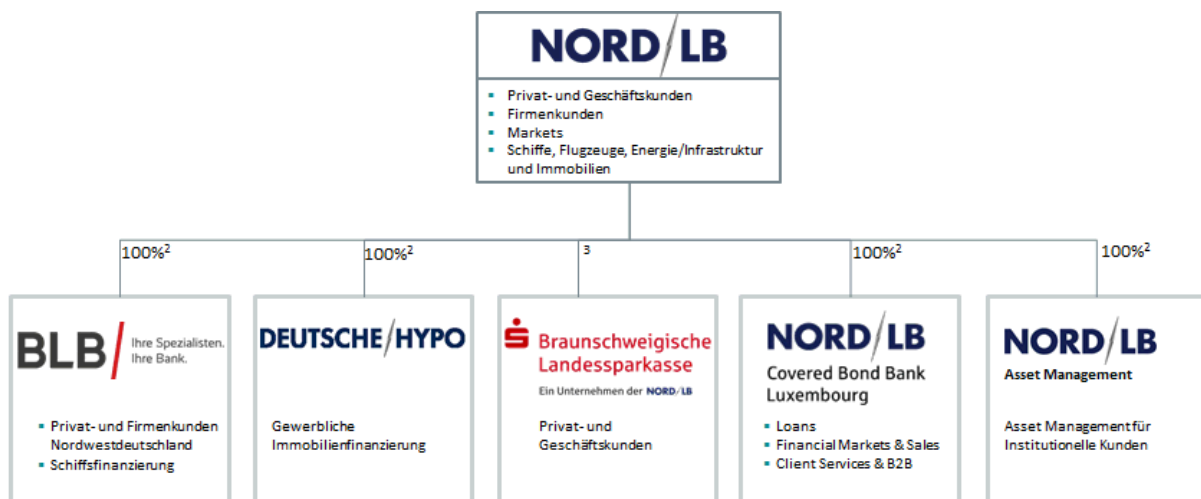 NORD/LB
▪ Privat- und Geschäftskunden
▪ Firmenkunden
▪ Markets
▪ Schiffe, Flugzeuge, Energie/Infrastruktur
und Immobilien
100%²
100%²
³
100%²
100%²
BLB/ Ihre Spezialisten.
Ihre Bank.
▪ Privat- und Firmenkunden
Nordwestdeutschland
▪ Schiffsfinanzierung
DEUTSCHE/HYPO
Gewerbliche
Immobilienfinanzierung
Braunschweigische
Landessparkasse
Ein Unternehmen der NORD/LB
Privat- und
Geschäftskunden
NORD/LB
Covered Bond Bank
Luxembourg
▪ Loans
▪ Financial Markets & Sales
▪ Client Services & B2B
NORD/LB
Asset Management
Asset Management für
Institutionelle Kunden